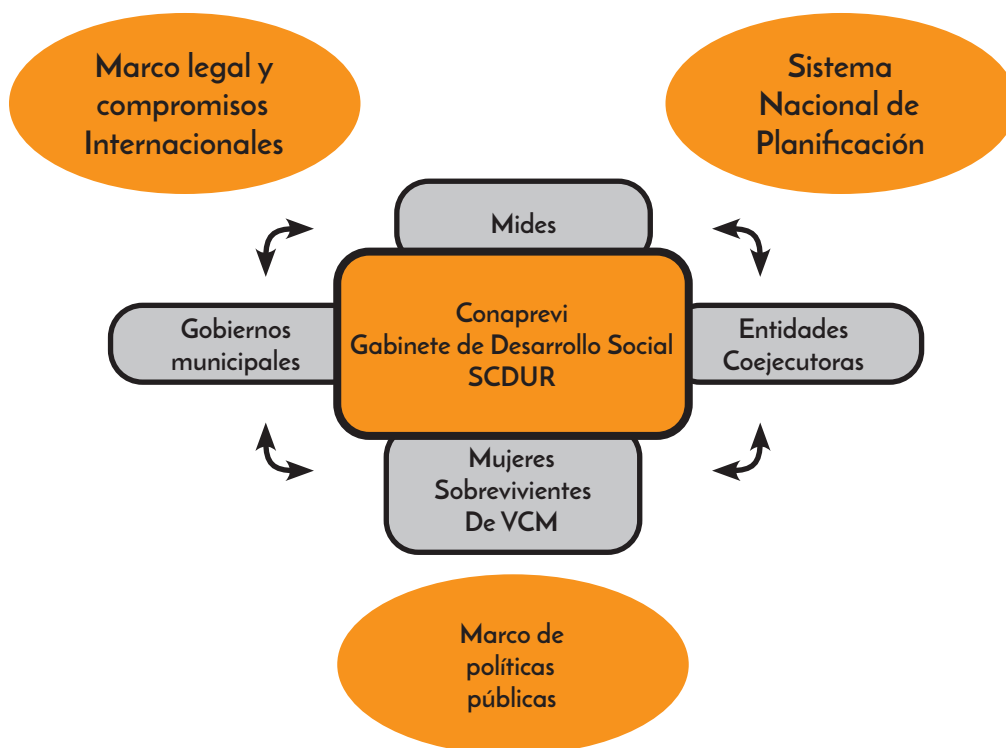 Marco legal y
compromisos
Internacionales
Sistema
Nacional de
Planificación
Mides
Gobiernos
municipales
Conaprevi
Gabinete de Desarrollo Social
SCDUR
Entidades
Coejecutoras
Mujeres
Sobrevivientes
De VCM
Marco de
políticas
públicas